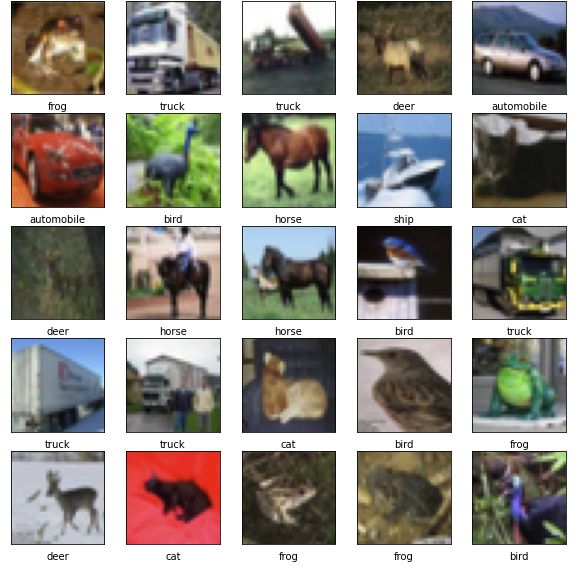 frog truck truck deer automobile
automobile bird horse ship cat
deer horse horse bird truck
truck truck cat bird frog
deer cat frog frog bird